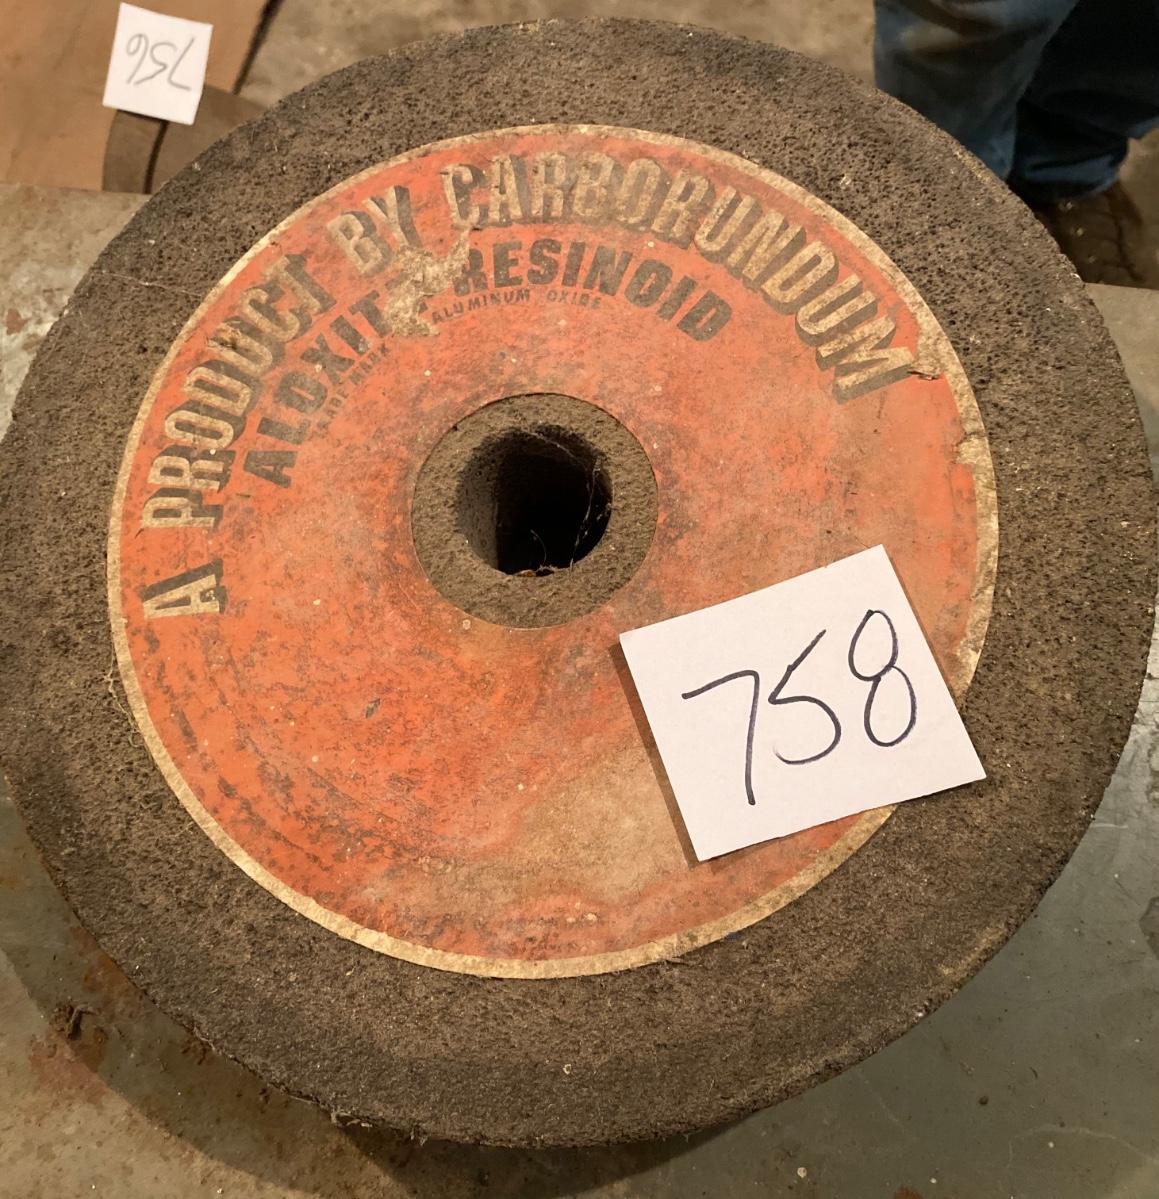 756
A PRODUCT BY CARBORUNDUM
ALOXITE RESINOID
TRADE MARK
ALUMINUM OXIDE
758